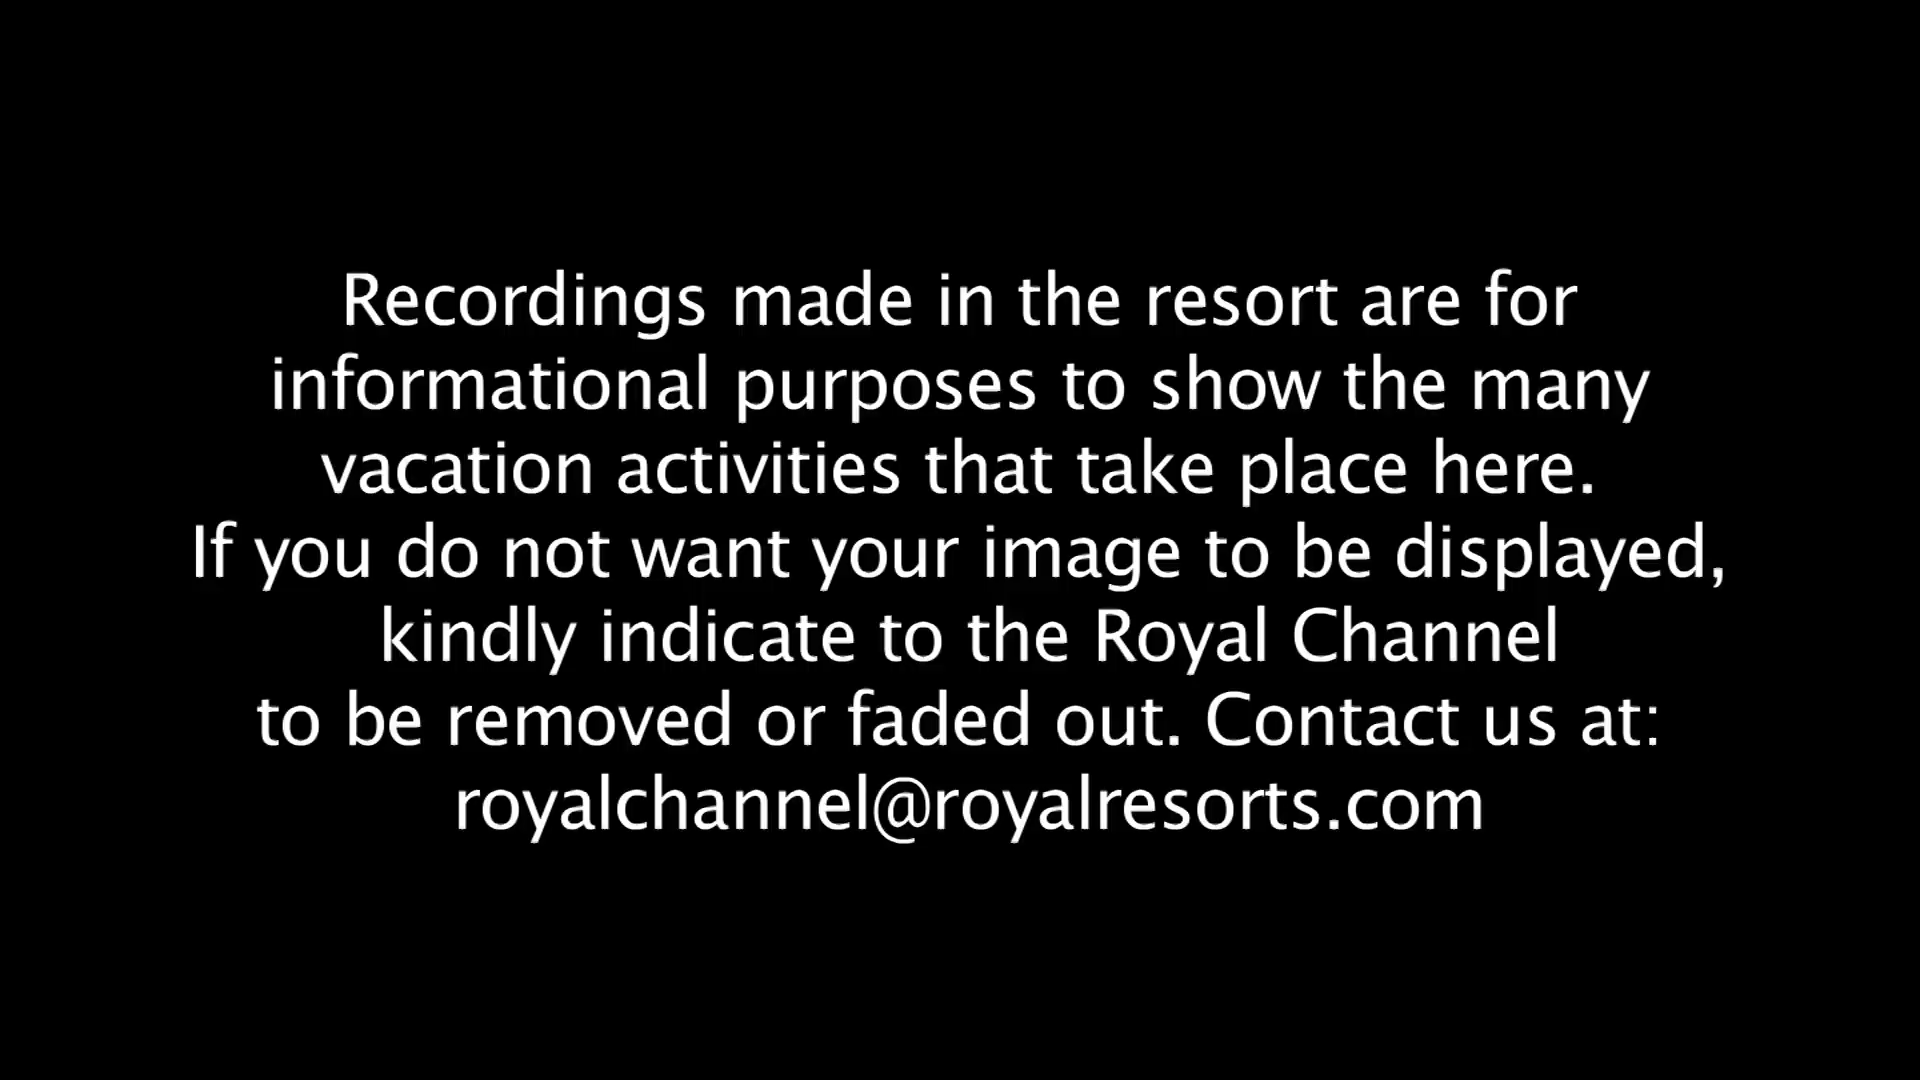 Recordings made in the resort are for
informational purposes to show the many
vacation activities that take place here.
If you do not want your image to be displayed,
kindly indicate to the Royal Channel
to be removed or faded out. Contact us at:
royalchannel@royalresorts.com